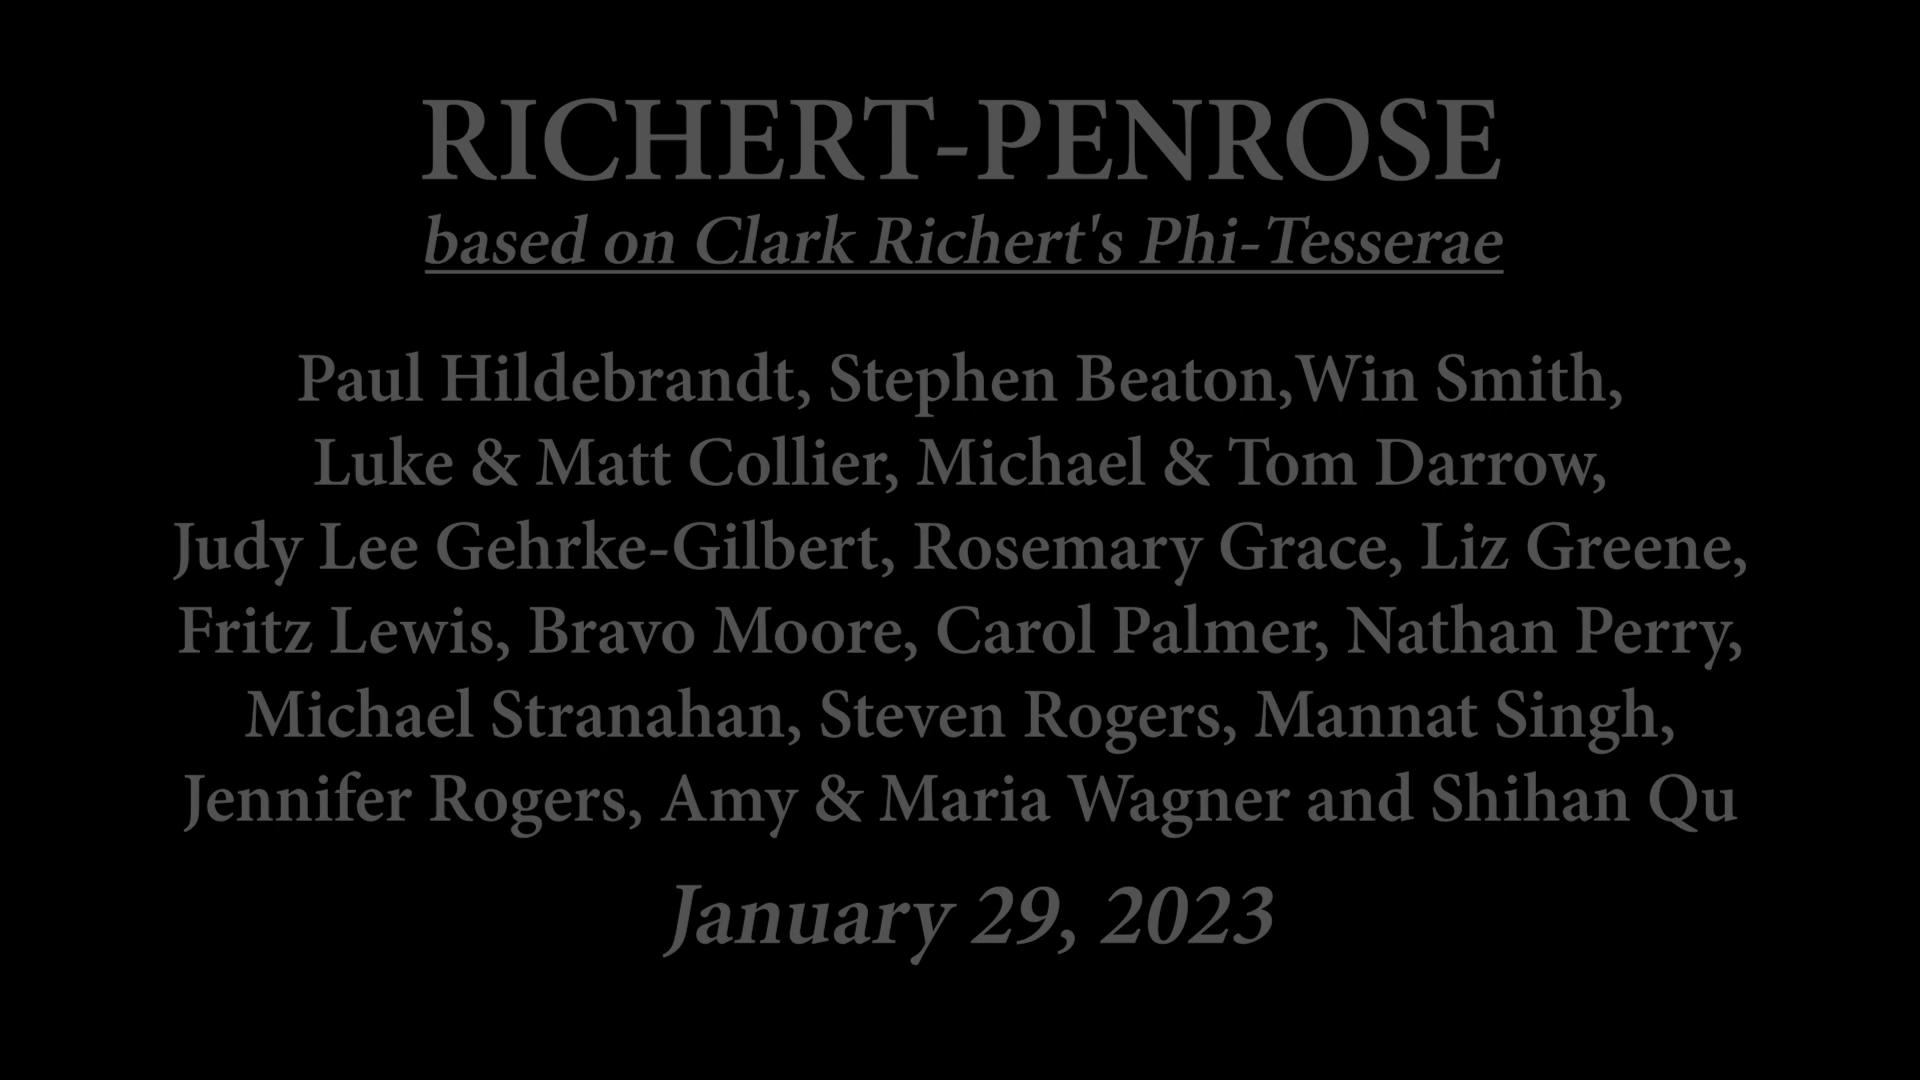 RICHERT-PENROSE
based on Clark Richert's Phi-Tesserae
Paul Hildebrandt, Stephen Beaton,Win Smith,
Luke & Matt Collier, Michael & Tom Darrow,
Judy Lee Gehrke-Gilbert, Rosemary Grace, Liz Greene,
Fritz Lewis, Bravo Moore, Carol Palmer, Nathan Perry,
Michael Stranahan, Steven Rogers, Mannat Singh,
Jennifer Rogers, Amy & Maria Wagner and Shihan Qu
January 29, 2023